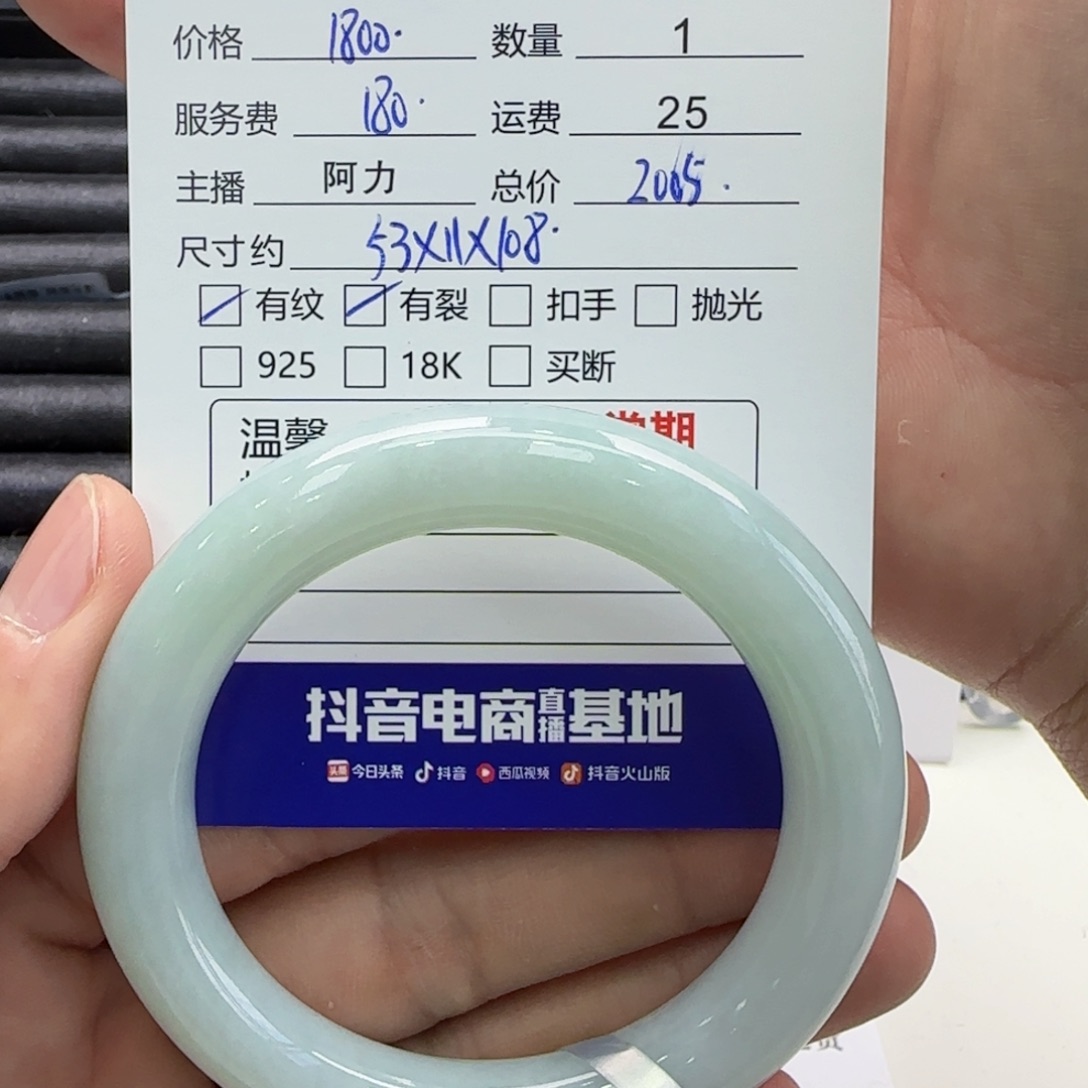 价格 1800. 数量 1
服务费 180. 运费 25
主播 阿力 总价 2005.
尺寸约 53X11X108.
有纹 有裂 扣手 抛光
925 18K 买断
温馨
抖音电商直播基地
头条 今日头条 抖音 西瓜视频 抖音火山版